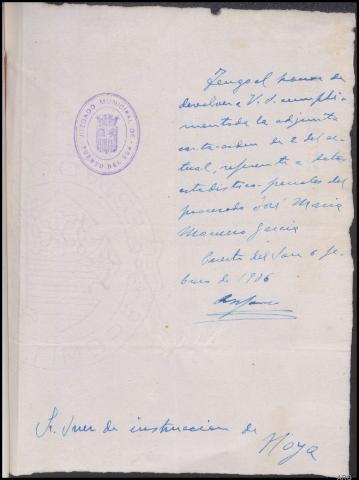 JUZGADO MUNICIPAL DE
PUERTO DEL SON
Tengo el honor de
devolver a V. S. cumpli-
mentada la adjunta
carta-orden de 2 del ac-
tual, referente a datos
estadístico-penales del
procesado José María
Mariño García
Puerto del Son 6 fe-
brero de 1936
Sr. Juez de instrucción de
Noya